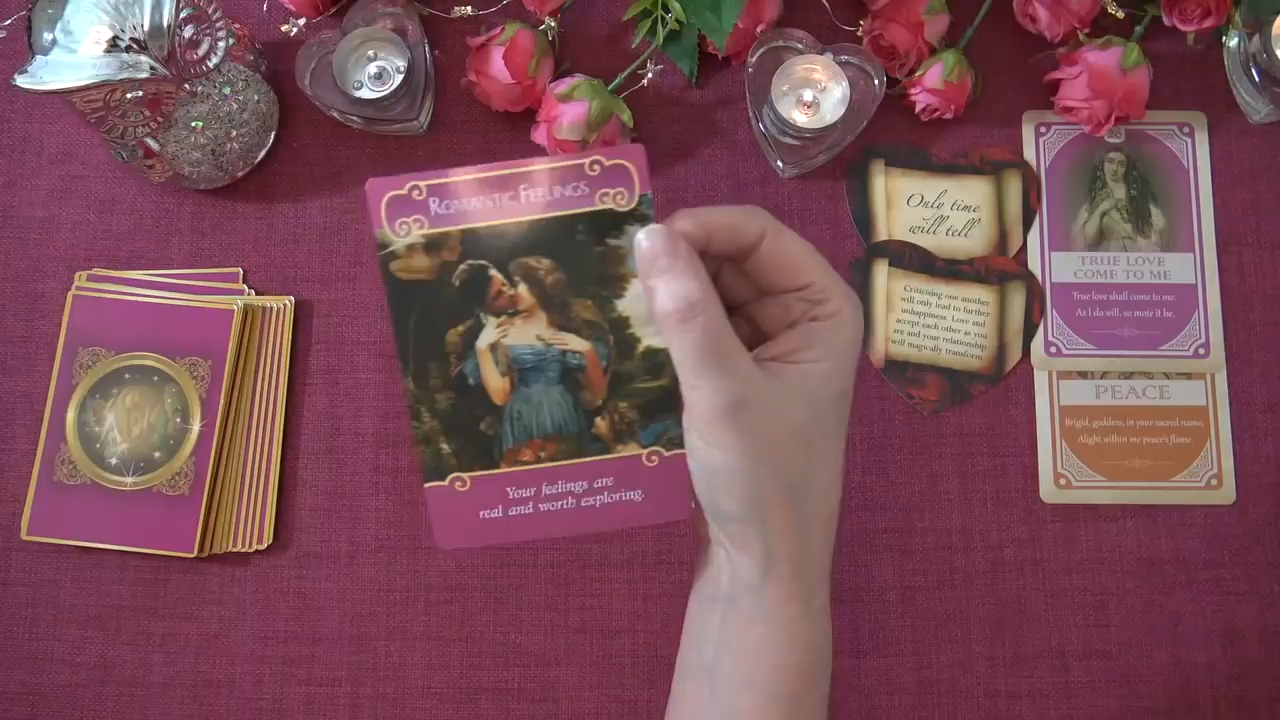 ROMANTIC FEELINGS
Your feelings are
real and worth exploring.
Only time
will tell
Criticising one another
will only lead to further
unhappiness. Love and
accept each other as you
are and your relationship
will magically transform
TRUE LOVE
COME TO ME
True love shall come to me.
As I do will, so mote it be.
PEACE
Brigid, goddess, in your sacred name,
Alight within me peace's flame.